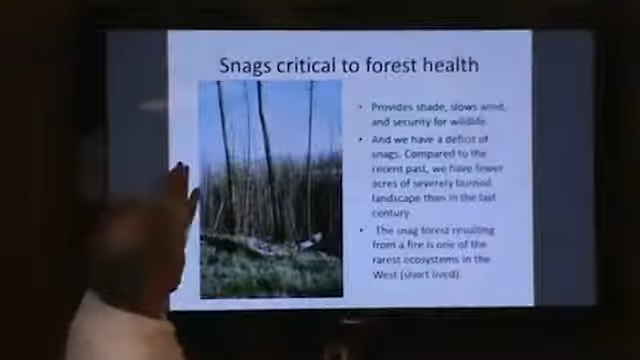 Snags critical to forest health
• Provides shade, slows wind,
and security for wildlife.
• And we have a deficit of
snags. Compared to the
recent past, we have fewer
acres of severely burned
landscape than in the last
century.
• The snag forest resulting
from a fire is one of the
rarest ecosystems in the
West (short lived).